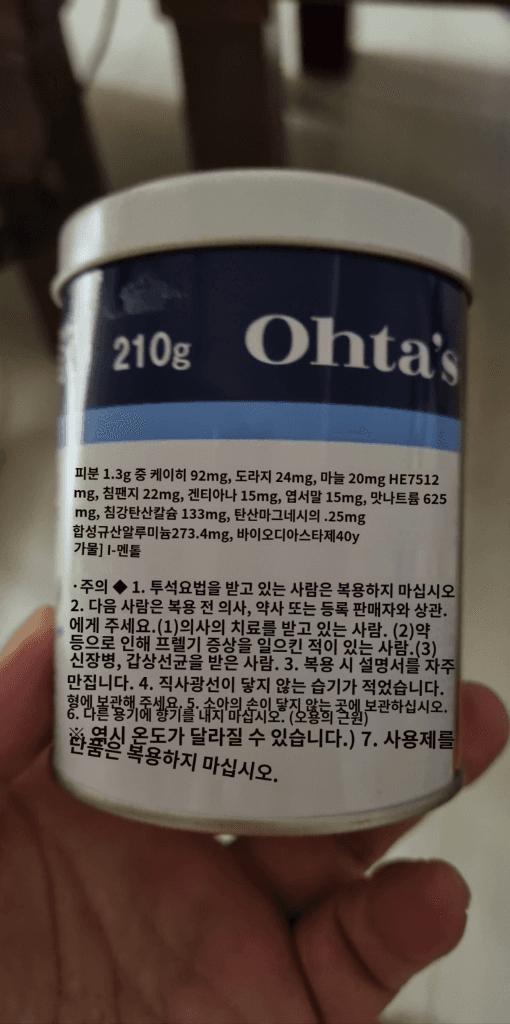 210g
Ohta's
피분 1.3g 중 케이히 92mg, 도라지 24mg, 마늘 20mg HE7512
mg, 침팬지 22mg, 겐티아나 15mg, 엽서말 15mg, 맛나트륨 625
mg, 침강탄산칼슘 133mg, 탄산마그네시의 .25mg
합성규산알루미늄273.4mg, 바이오디아스타제40y
가물] I-멘톨
·주의 ◆ 1. 투석요법을 받고 있는 사람은 복용하지 마십시오
2. 다음 사람은 복용 전 의사, 약사 또는 등록 판매자와 상관.
에게 주세요.(1)의사의 치료를 받고 있는 사람. (2)약
등으로 인해 프렐기 증상을 일으킨 적이 있는 사람.(3)
신장병, 갑상선균을 받은 사람. 3. 복용 시 설명서를 자주
만집니다. 4. 직사광선이 닿지 않는 습기가 적었습니다.
형에 보관해 주세요. 5. 소아의 손이 닿지 않는 곳에 보관하십시오.
6. 다른 용기에 향기를 내지 마십시오. (오용의 근원)
※ 역시 온도가 달라질 수 있습니다.) 7. 사용제를
안품은 복용하지 마십시오.